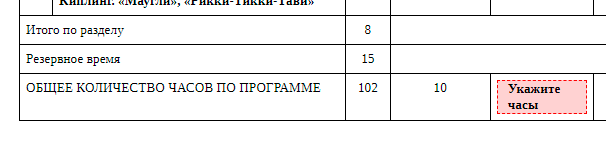 Киплинг. «Маугли», «Рикки-Тикки-Тави»
Итого по разделу 8
Резервное время 15
ОБЩЕЕ КОЛИЧЕСТВО ЧАСОВ ПО ПРОГРАММЕ 102 10 Укажите
часы